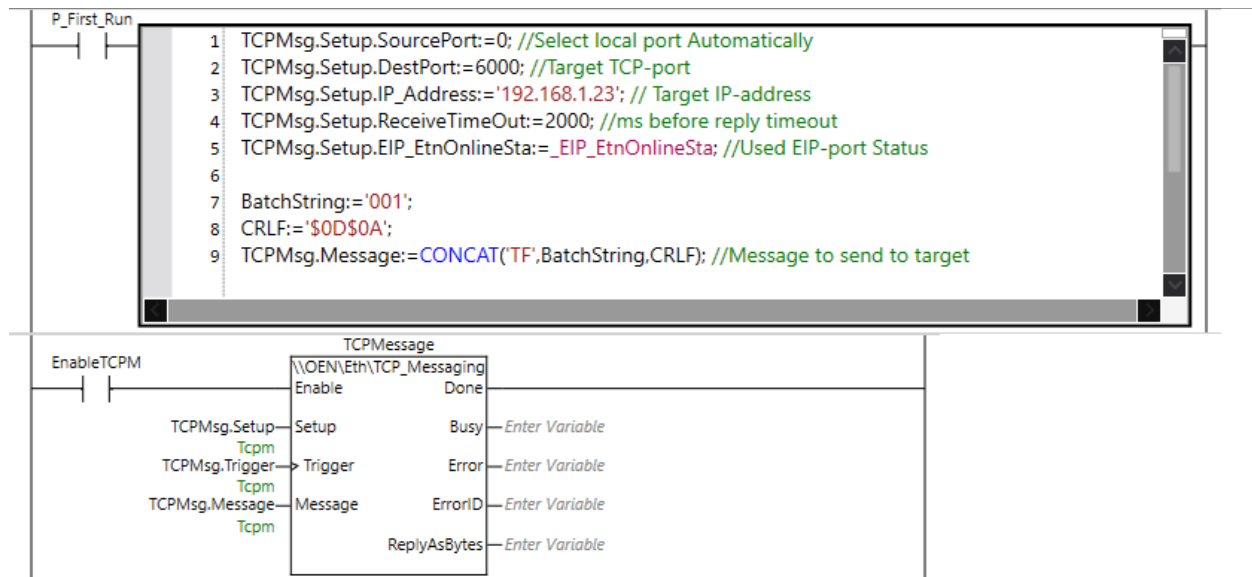 P_First_Run
1 TCPMsg.Setup.SourcePort:=0; //Select local port Automatically
2 TCPMsg.Setup.DestPort:=6000; //Target TCP-port
3 TCPMsg.Setup.IP_Address:='192.168.1.23'; // Target IP-address
4 TCPMsg.Setup.ReceiveTimeOut:=2000; //ms before reply timeout
5 TCPMsg.Setup.EIP_EtnOnlineSta:=_EIP_EtnOnlineSta; //Used EIP-port Status
6
7 BatchString:='001';
8 CRLF:='$0D$0A';
9 TCPMsg.Message:=CONCAT('TF',BatchString,CRLF); //Message to send to target
TCPMessage
EnableTCPM \\OEN\Eth\TCP_Messaging
Enable Done
TCPMsg.Setup Setup Busy Enter Variable
Tcpm
TCPMsg.Trigger Trigger Error Enter Variable
Tcpm
TCPMsg.Message Message ErrorID Enter Variable
Tcpm
ReplyAsBytes Enter Variable